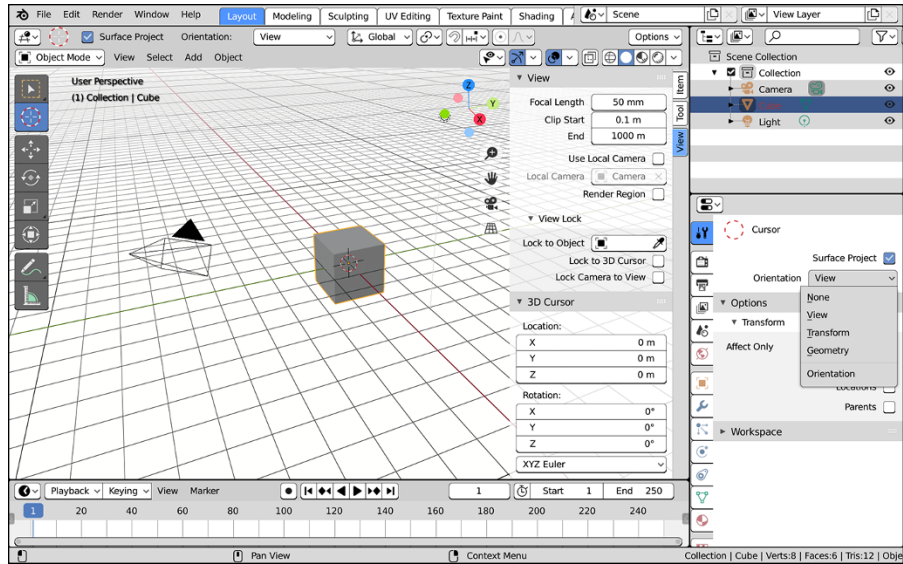 File Edit Render Window Help Layout Modeling Sculpting UV Editing Texture Paint Shading Scene View Layer
Surface Project Orientation: View Global Options
Object Mode View Select Add Object
User Perspective
(1) Collection | Cube
Z
Y
X
View
Focal Length 50 mm
Clip Start 0.1 m
End 1000 m
Use Local Camera
Local Camera Camera
Render Region
View Lock
Lock to Object
Lock to 3D Cursor
Lock Camera to View
3D Cursor
Location:
X 0 m
Y 0 m
Z 0 m
Rotation:
X 0°
Y 0°
Z 0°
XYZ Euler
Item
Tool
View
Scene Collection
Collection
Camera
Cube
Light
Cursor
Surface Project
Orientation View
None
View
Transform
Geometry
Orientation
Options
Transform
Affect Only
Locations
Parents
Workspace
Playback Keying View Marker 1 Start 1 End 250
1 20 40 60 80 100 120 140 160 180 200 220 240
Pan View Context Menu Collection | Cube | Verts:8 | Faces:6 | Tris:12 | Obje